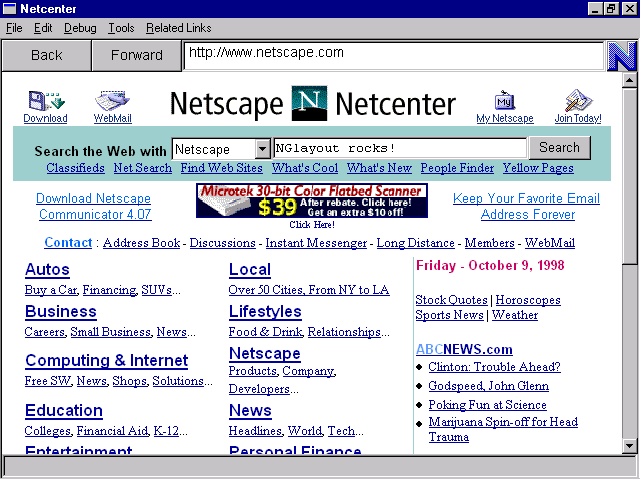 Netcenter
File Edit Debug Tools Related Links
Back Forward http://www.netscape.com
N
Netscape N Netcenter
Download WebMail My Netscape Join Today!
My
Search the Web with Netscape NGlayout rocks! Search
Classifieds Net Search Find Web Sites What's Cool What's New People Finder Yellow Pages
Download Netscape
Communicator 4.07
Microtek 30-bit Color Flatbed Scanner
$39 After rebate. Click here!
Get an extra $10 off!
Click Here!
Keep Your Favorite Email
Address Forever
Contact : Address Book - Discussions - Instant Messenger - Long Distance - Members - WebMail
Autos
Buy a Car, Financing, SUVs...
Local
Over 50 Cities, From NY to LA
Business
Careers, Small Business, News...
Lifestyles
Food & Drink, Relationships...
Computing & Internet
Free SW, News, Shops, Solutions...
Netscape
Products, Company,
Developers...
Education
Colleges, Financial Aid, K-12...
News
Headlines, World, Tech...
Entertainment
Personal Finance
Friday - October 9, 1998
Stock Quotes | Horoscopes
Sports News | Weather
ABCNEWS.com
Clinton: Trouble Ahead?
Godspeed, John Glenn
Poking Fun at Science
Marijuana Spin-off for Head
Trauma